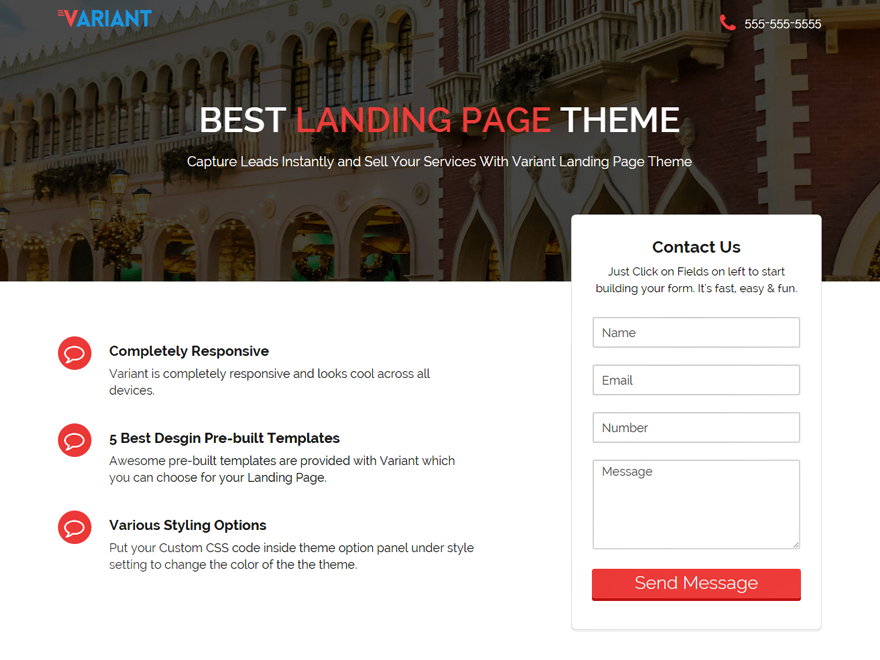 VARIANT
555-555-5555
BEST LANDING PAGE THEME
Capture Leads Instantly and Sell Your Services With Variant Landing Page Theme
Contact Us
Just Click on Fields on left to start
building your form. It's fast, easy & fun.
Name
Email
Number
Message
Send Message
Completely Responsive
Variant is completely responsive and looks cool across all
devices.
5 Best Desgin Pre-built Templates
Awesome pre-built templates are provided with Variant which
you can choose for your Landing Page.
Various Styling Options
Put your Custom CSS code inside theme option panel under style
setting to change the color of the the theme.